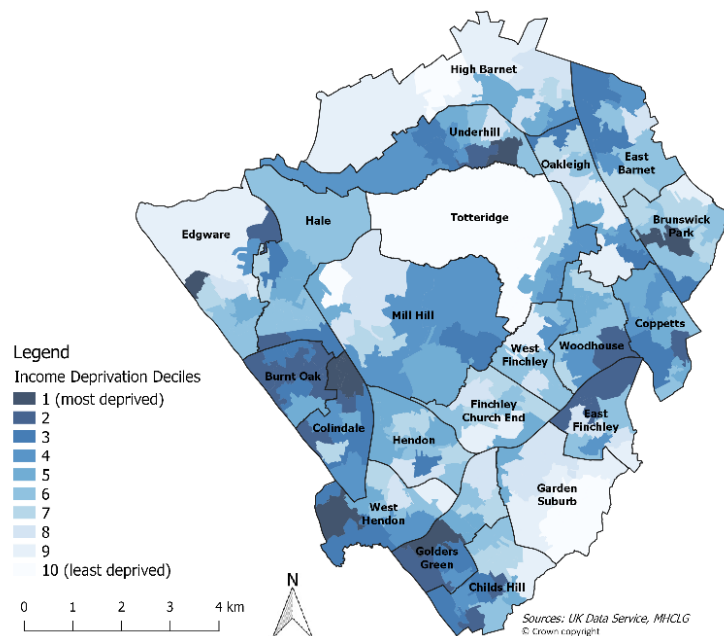 High Barnet
Underhill
Oakleigh
East
Barnet
Edgware
Hale
Totteridge
Brunswick
Park
Mill Hill
Coppetts
West
Finchley
Woodhouse
Burnt Oak
Finchley
Church End
East
Finchley
Colindale
Hendon
Garden
Suburb
West
Hendon
Golders
Green
Childs Hill
Legend
Income Deprivation Deciles
1 (most deprived)
2
3
4
5
6
7
8
9
10 (least deprived)
N
0 1 2 3 4 km
Sources: UK Data Service, MHCLG
© Crown copyright